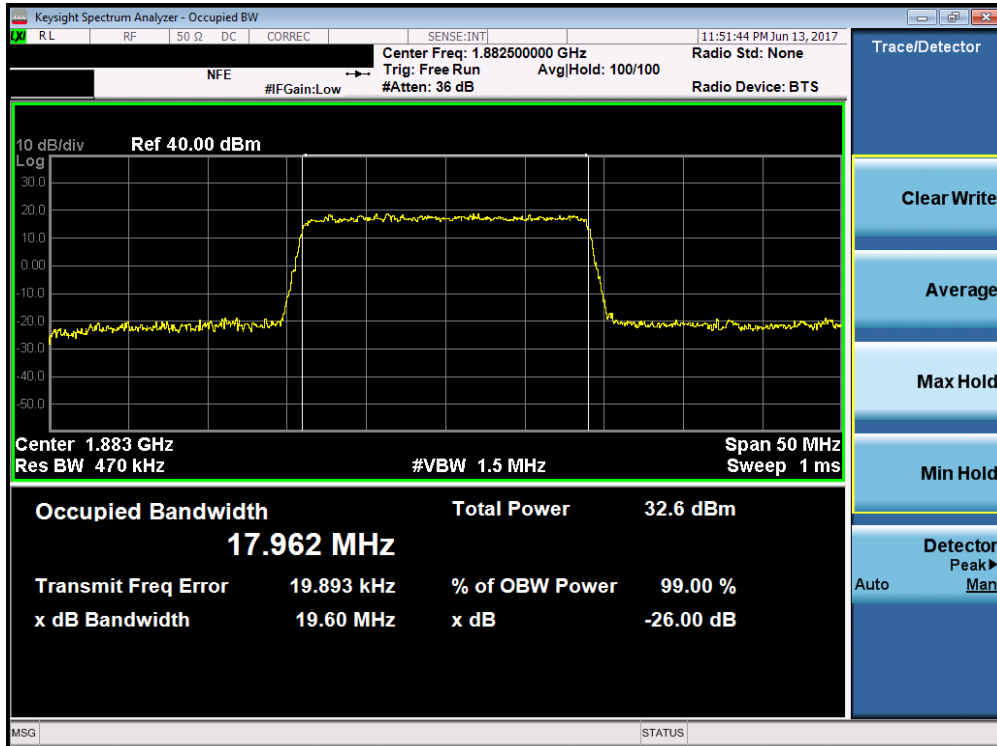 Keysight Spectrum Analyzer - Occupied BW
LXI RL RF 50 Ω DC CORREC SENSE:INT 11:51:44 PM Jun 13, 2017
Center Freq: 1.882500000 GHz Radio Std: None
NFE Trig: Free Run Avg|Hold: 100/100
#IFGain:Low #Atten: 36 dB Radio Device: BTS
Trace/Detector
10 dB/div Ref 40.00 dBm
Log
30.0
20.0
10.0
0.00
-10.0
-20.0
-30.0
-40.0
-50.0
Center 1.883 GHz Span 50 MHz
Res BW 470 kHz #VBW 1.5 MHz Sweep 1 ms
Occupied Bandwidth Total Power 32.6 dBm
17.962 MHz
Transmit Freq Error 19.893 kHz % of OBW Power 99.00 %
x dB Bandwidth 19.60 MHz x dB -26.00 dB
Clear Write
Average
Max Hold
Min Hold
Detector
Peak▶
Auto Man
MSG STATUS